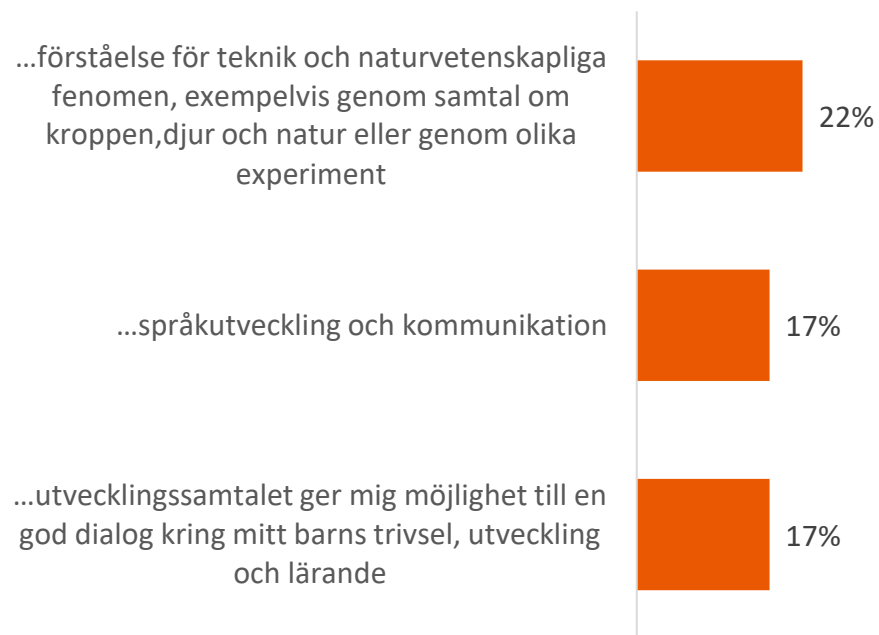 ...förståelse för teknik och naturvetenskapliga
fenomen, exempelvis genom samtal om
kroppen,djur och natur eller genom olika
experiment
22%
...språkutveckling och kommunikation
17%
...utvecklingssamtalet ger mig möjlighet till en
god dialog kring mitt barns trivsel, utveckling
och lärande
17%